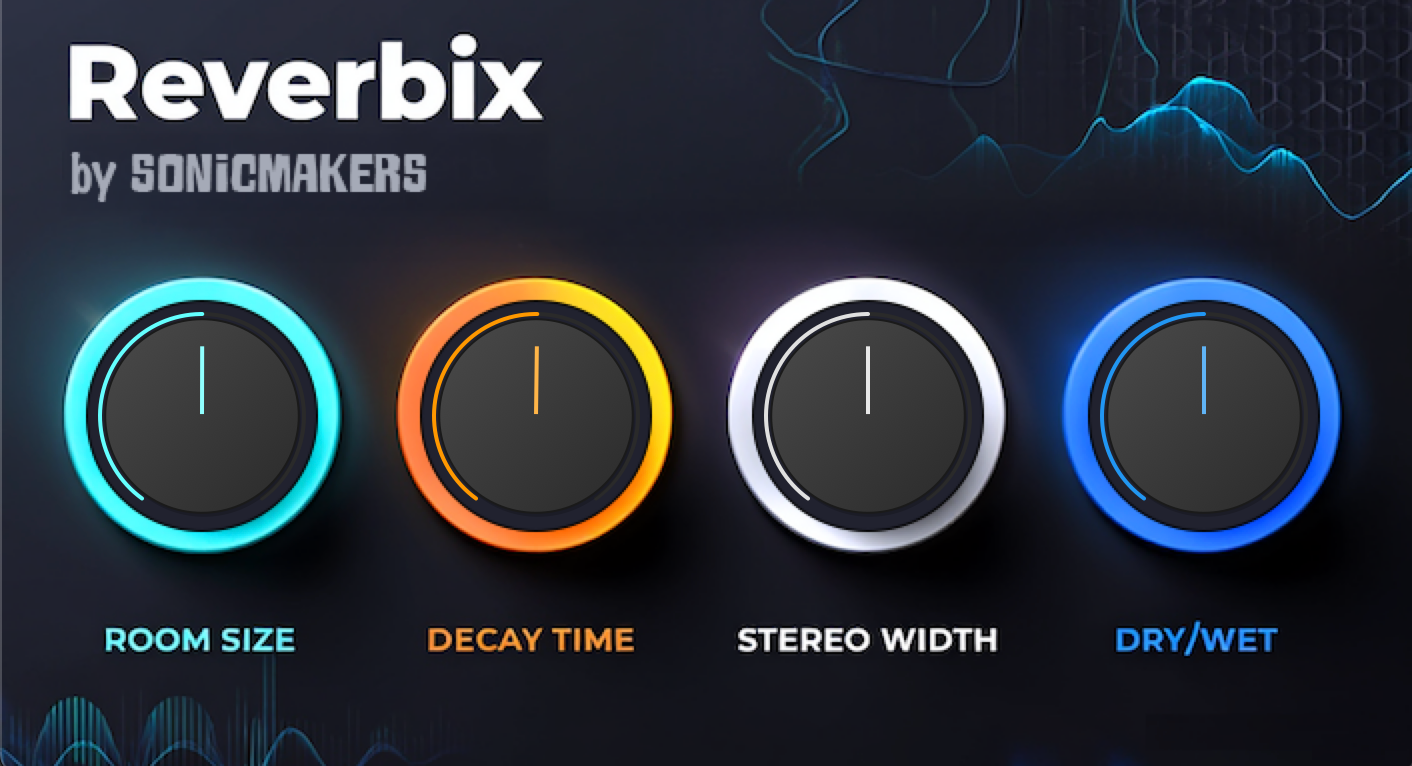 Reverbix
by SONiCMAKERS
ROOM SIZE
DECAY TIME
STEREO WIDTH
DRY/WET